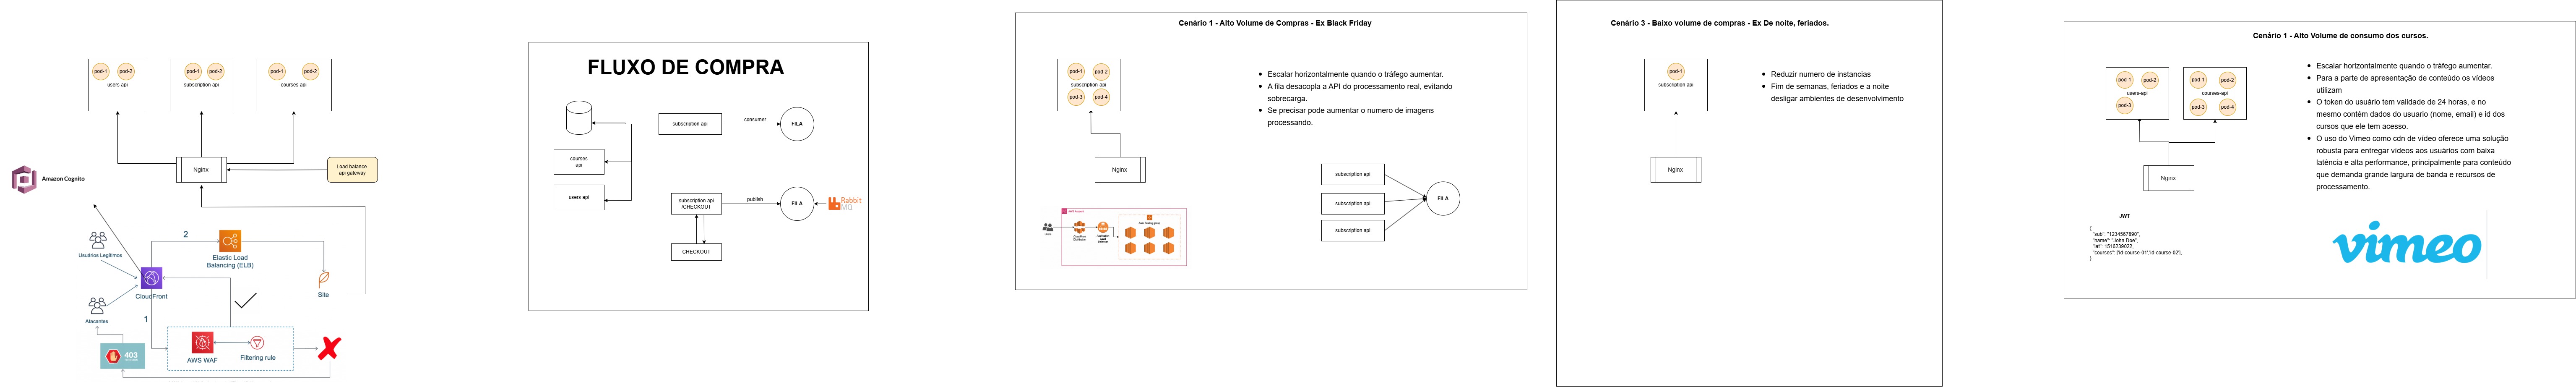 pod-1
pod-2
users api
pod-1
pod-2
subscription api
pod-1
pod-2
courses api
Nginx
Load balance
api gateway
Amazon Cognito
Usuários Legítimos
2
Elastic Load
Balancing (ELB)
CloudFront
Site
Atacantes
1
403
AWS WAF
Filtering rule
FLUXO DE COMPRA
subscription api
consumer
FILA
courses
api
users api
subscription api
/CHECKOUT
publish
FILA
RabbitMQ
CHECKOUT
Cenário 1 - Alto Volume de Compras - Ex Black Friday
pod-1
pod-2
subscription-api
pod-3
pod-4
Nginx
Escalar horizontalmente quando o tráfego aumentar.
A fila desacopla a API do processamento real, evitando
sobrecarga.
Se precisar pode aumentar o numero de imagens
processando.
subscription api
subscription api
subscription api
FILA
Cenário 3 - Baixo volume de compras - Ex De noite, feriados.
pod-1
subscription api
Nginx
Reduzir numero de instancias
Fim de semanas, feriados e a noite
desligar ambientes de desenvolvimento
Cenário 1 - Alto Volume de consumo dos cursos.
pod-1
pod-2
users-api
pod-3
pod-1
pod-2
courses-api
pod-3
pod-4
Nginx
Escalar horizontalmente quando o tráfego aumentar.
Para a parte de apresentação de conteúdo os vídeos
utilizam
O token do usuário tem validade de 24 horas, e no
mesmo contém dados do usuario (nome, email) e id dos
cursos que ele tem acesso.
O uso do Vimeo como cdn de vídeo oferece uma solução
robusta para entregar vídeos aos usuários com baixa
latência e alta performance, principalmente para conteúdo
que demanda grande largura de banda e recursos de
processamento.
JWT
{
"sub": "1234567890",
"name": "John Doe",
"iat": 1516239022,
"courses": ['id-course-01','id-course-02'],
}
vimeo